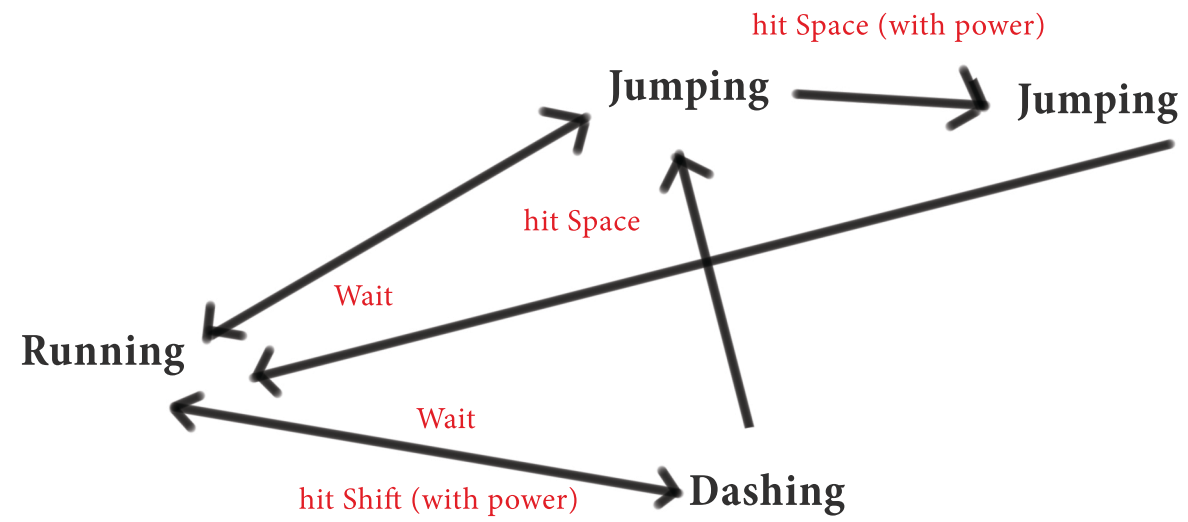 hit Space (with power)
Jumping
Jumping
hit Space
Wait
Running
Wait
hit Shift (with power)
Dashing